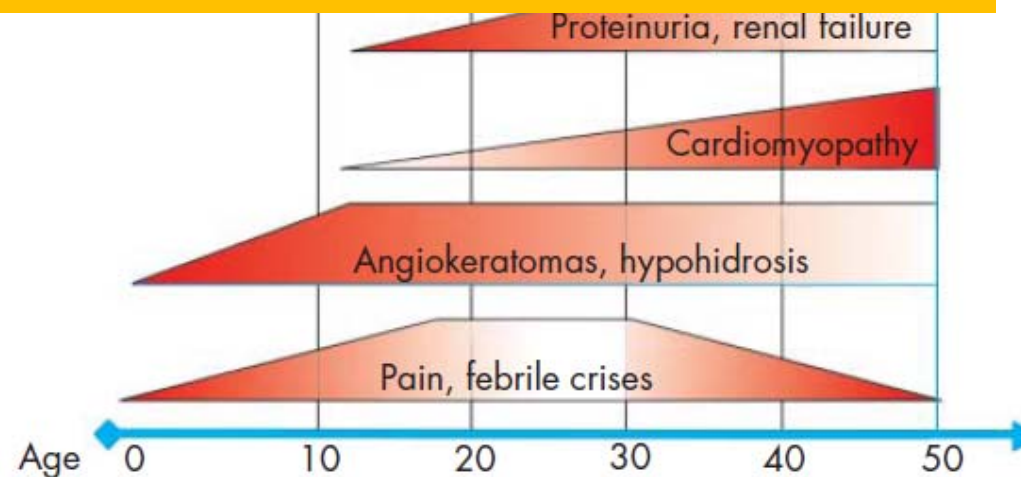 Proteinuria, renal failure
Cardiomyopathy
Angiokeratomas, hypohidrosis
Pain, febrile crises
Age 0 10 20 30 40 50